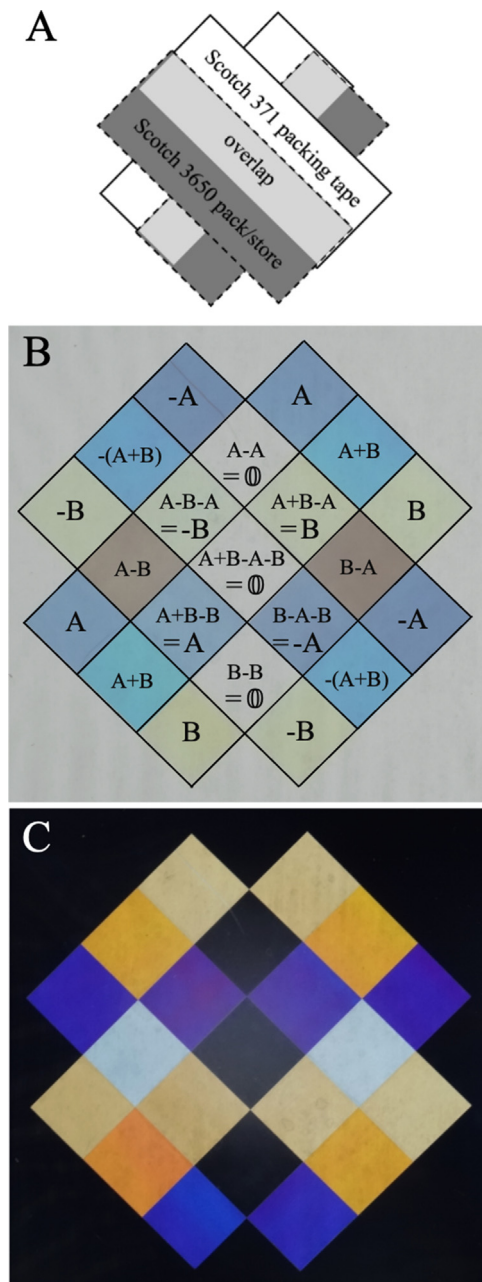 A
Scotch 371 packing tape
overlap
Scotch 3650 pack/store
B
-A
A
-(A+B)
A-A
=𝟘
A+B
-B
A-B-A
=-B
A+B-A
=B
B
A-B
A+B-A-B
=𝟘
B-A
A
A+B-B
=A
B-A-B
=-A
-A
A+B
B-B
=𝟘
-(A+B)
B
-B
C